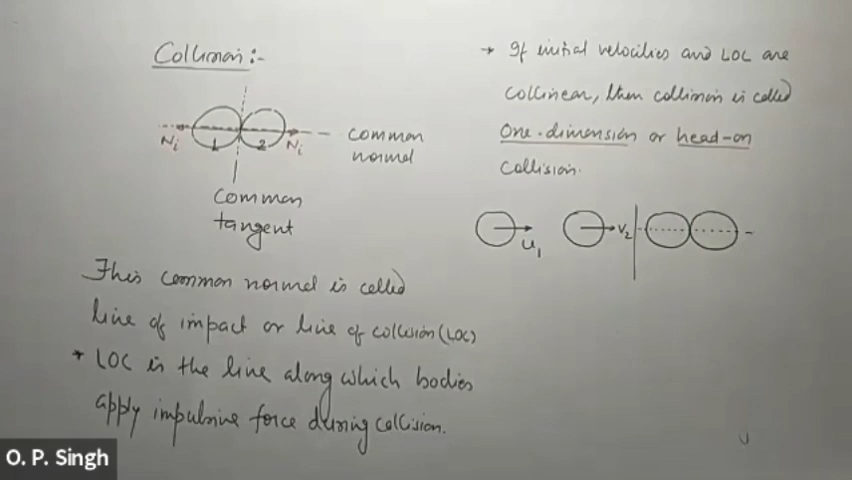 Collision :-
Ni 1 2 Ni
common
normal
common
tangent
This common normal is called
line of impact or line of collision (LOC)
* LOC is the line along which bodies
apply impulsive force during collision.
→ If initial velocities and LOC are
collinear, then collision is called
One-dimension or head-on
collision.
u1 v2
O. P. Singh